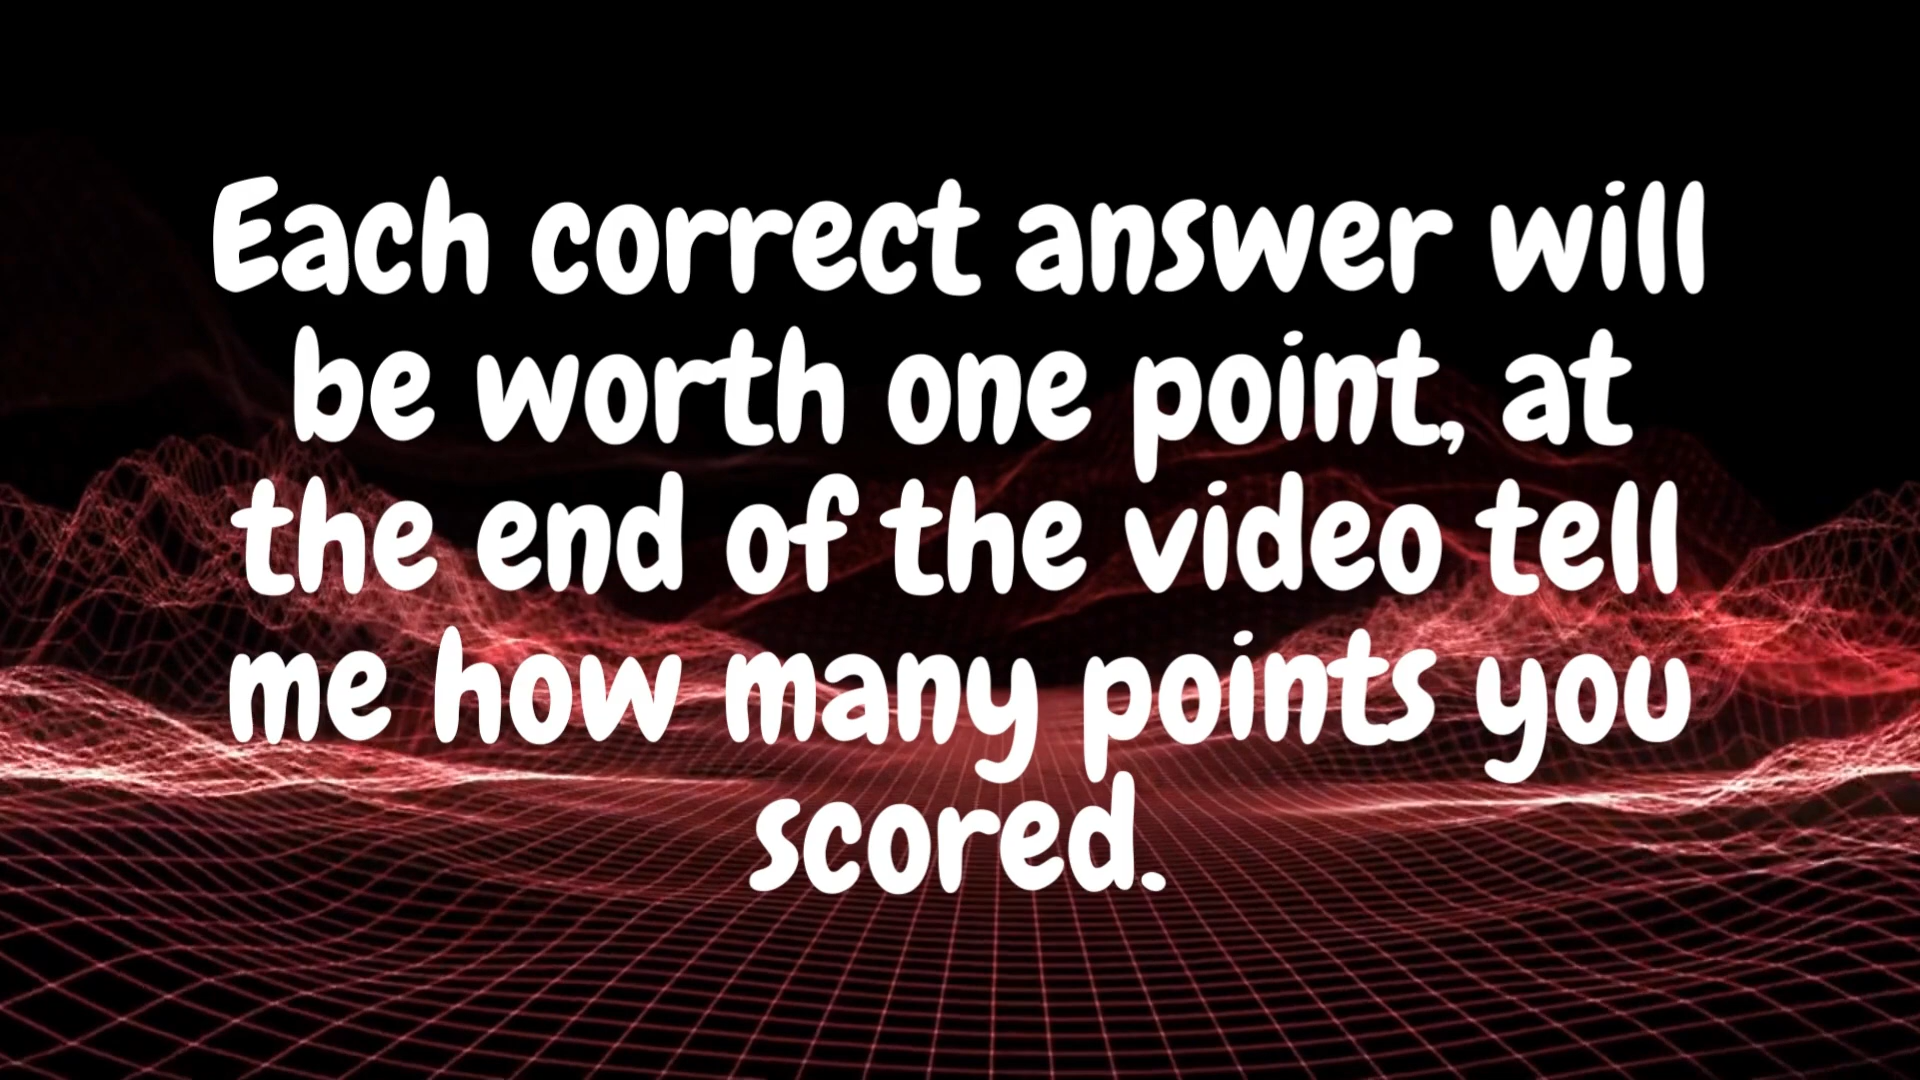 Each correct answer will
be worth one point, at
the end of the video tell
me how many points you
scored.